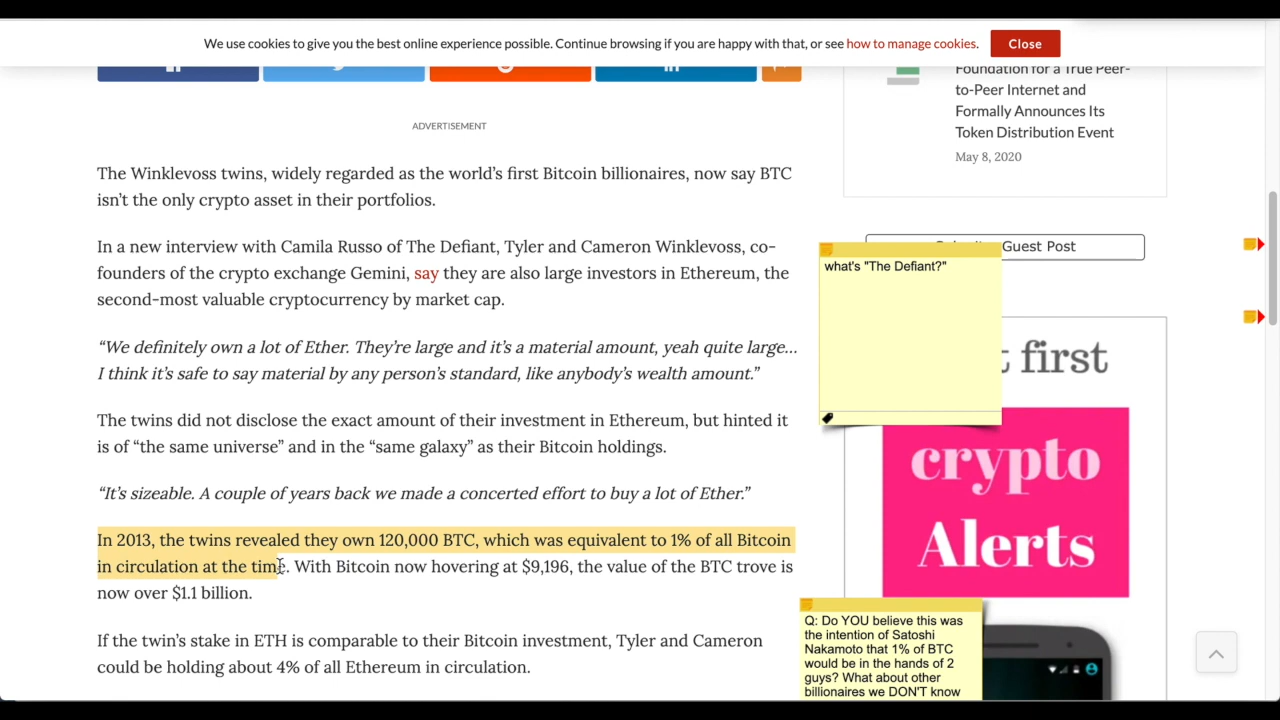 We use cookies to give you the best online experience possible. Continue browsing if you are happy with that, or see how to manage cookies.
Close
ADVERTISEMENT
The Winklevoss twins, widely regarded as the world’s first Bitcoin billionaires, now say BTC
isn’t the only crypto asset in their portfolios.
In a new interview with Camila Russo of The Defiant, Tyler and Cameron Winklevoss, co-
founders of the crypto exchange Gemini, say they are also large investors in Ethereum, the
second-most valuable cryptocurrency by market cap.
“We definitely own a lot of Ether. They’re large and it’s a material amount, yeah quite large…
I think it’s safe to say material by any person’s standard, like anybody’s wealth amount.”
The twins did not disclose the exact amount of their investment in Ethereum, but hinted it
is of “the same universe” and in the “same galaxy” as their Bitcoin holdings.
“It’s sizeable. A couple of years back we made a concerted effort to buy a lot of Ether.”
In 2013, the twins revealed they own 120,000 BTC, which was equivalent to 1% of all Bitcoin
in circulation at the time. With Bitcoin now hovering at $9,196, the value of the BTC trove is
now over $1.1 billion.
If the twin’s stake in ETH is comparable to their Bitcoin investment, Tyler and Cameron
could be holding about 4% of all Ethereum in circulation.
Foundation for a True Peer-
to-Peer Internet and
Formally Announces Its
Token Distribution Event
May 8, 2020
Guest Post
what's "The Defiant?"
first
crypto
Alerts
Q: Do YOU believe this was
the intention of Satoshi
Nakamoto that 1% of BTC
would be in the hands of 2
guys? What about other
billionaires we DON'T know